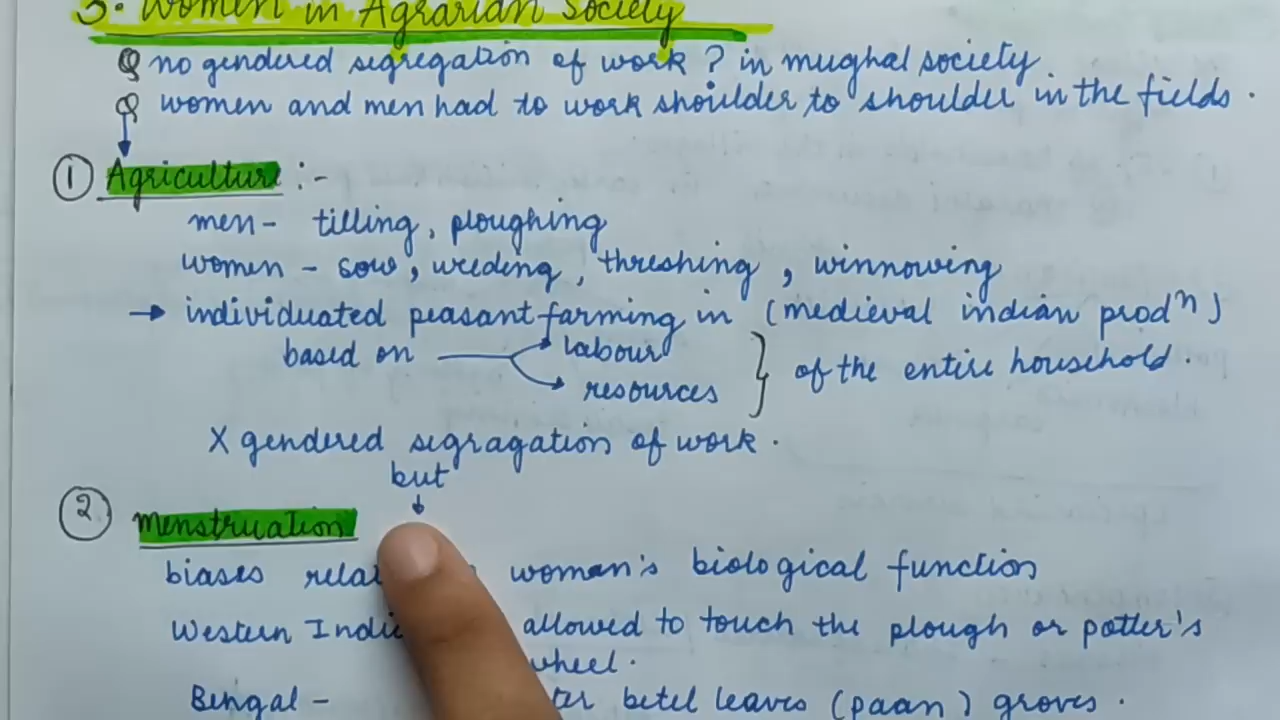 3. Women in Agrarian Society
Q no gendered segregation of work ? in mughal society
Q women and men had to work shoulder to shoulder in the fields .
① Agriculture :-
men - tilling, ploughing
women - sow, weeding, threshing, winnowing
→ individuated peasant farming in (medieval indian prodⁿ)
based on labour
resources } of the entire household .
X gendered segragation of work .
but
② Menstruation
biases woman's biological function
Western allowed to touch the plough or potter's
wheel.
Bengal - betel leaves (paan) groves .